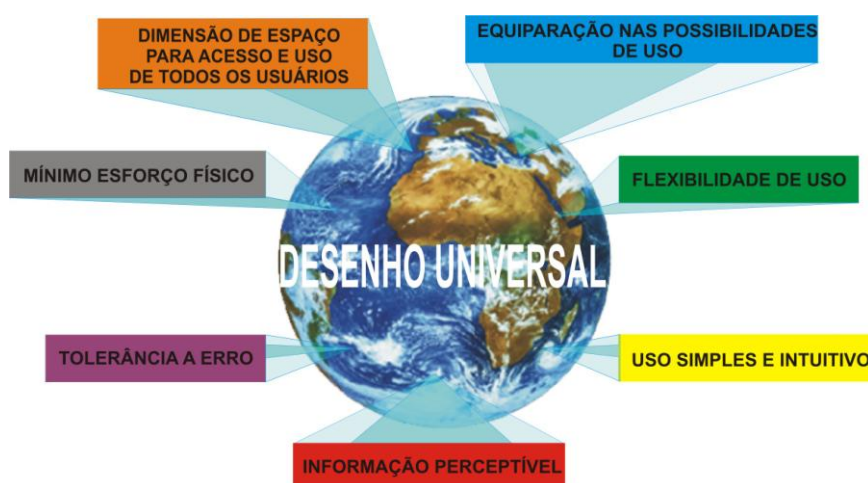 DIMENSÃO DE ESPAÇO
PARA ACESSO E USO
DE TODOS OS USUÁRIOS
EQUIPARAÇÃO NAS POSSIBILIDADES
DE USO
MÍNIMO ESFORÇO FÍSICO
FLEXIBILIDADE DE USO
DESENHO UNIVERSAL
TOLERÂNCIA A ERRO
USO SIMPLES E INTUITIVO
INFORMAÇÃO PERCEPTÍVEL